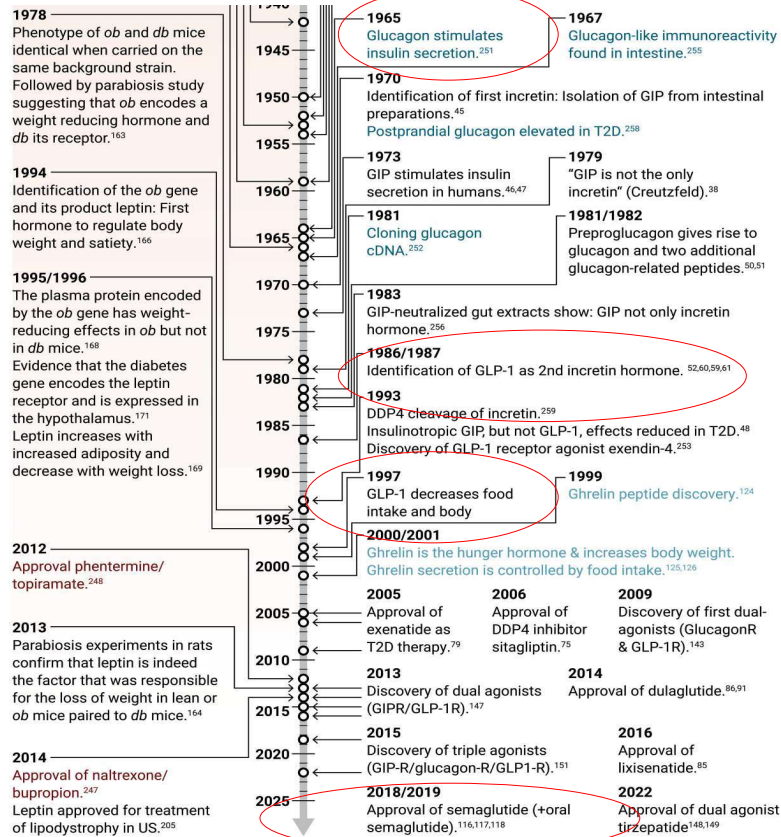 1978
Phenotype of ob and db mice
identical when carried on the
same background strain.
Followed by parabiosis study
suggesting that ob encodes a
weight reducing hormone and
db its receptor.163
1994
Identification of the ob gene
and its product leptin: First
hormone to regulate body
weight and satiety.166
1995/1996
The plasma protein encoded
by the ob gene has weight-
reducing effects in ob but not
in db mice.168
Evidence that the diabetes
gene encodes the leptin
receptor and is expressed in
the hypothalamus.171
Leptin increases with
increased adiposity and
decrease with weight loss.169
2012
Approval phentermine/
topiramate.248
2013
Parabiosis experiments in rats
confirm that leptin is indeed
the factor that was responsible
for the loss of weight in lean or
ob mice paired to db mice.164
2014
Approval of naltrexone/
bupropion.247
Leptin approved for treatment
of lipodystrophy in US.205
1940
1945
1950
1955
1960
1965
1970
1975
1980
1985
1990
1995
2000
2005
2010
2015
2020
2025
1965
Glucagon stimulates
insulin secretion.251
1967
Glucagon-like immunoreactivity
found in intestine.255
1970
Identification of first incretin: Isolation of GIP from intestinal
preparations.45
Postprandial glucagon elevated in T2D.258
1973
GIP stimulates insulin
secretion in humans.46,47
1979
“GIP is not the only
incretin“ (Creutzfeld).38
1981
Cloning glucagon
cDNA.252
1981/1982
Preproglucagon gives rise to
glucagon and two additional
glucagon-related peptides.50,51
1983
GIP-neutralized gut extracts show: GIP not only incretin
hormone.256
1986/1987
Identification of GLP-1 as 2nd incretin hormone. 52,60,59,61
1993
DDP4 cleavage of incretin.259
Insulinotropic GIP, but not GLP-1, effects reduced in T2D.48
Discovery of GLP-1 receptor agonist exendin-4.253
1997
GLP-1 decreases food
intake and body
1999
Ghrelin peptide discovery.124
2000/2001
Ghrelin is the hunger hormone & increases body weight.
Ghrelin secretion is controlled by food intake.125,126
2005
Approval of
exenatide as
T2D therapy.79
2006
Approval of
DDP4 inhibitor
sitagliptin.75
2009
Discovery of first dual-
agonists (GlucagonR
& GLP-1R).143
2013
Discovery of dual agonists
(GIPR/GLP-1R).147
2014
Approval of dulaglutide.86,91
2015
Discovery of triple agonists
(GIP-R/glucagon-R/GLP1-R).151
2016
Approval of
lixisenatide.85
2018/2019
Approval of semaglutide (+oral
semaglutide).116,117,118
2022
Approval of dual agonist
tirzepatide148,149